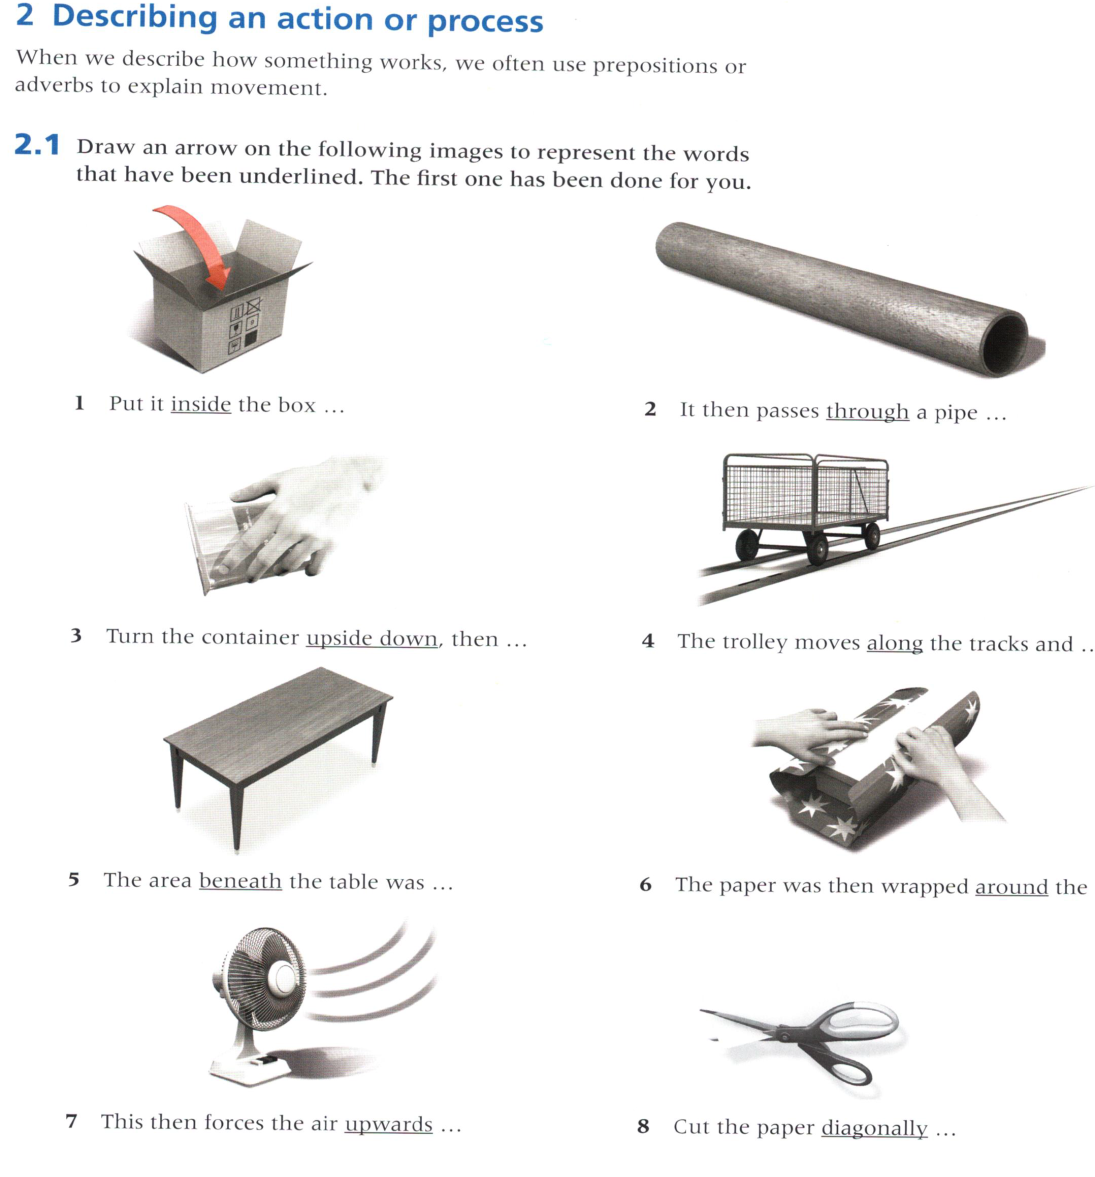 2 Describing an action or process
When we describe how something works, we often use prepositions or
adverbs to explain movement.
2.1 Draw an arrow on the following images to represent the words
that have been underlined. The first one has been done for you.
1 Put it inside the box ...
2 It then passes through a pipe ...
3 Turn the container upside down, then ...
4 The trolley moves along the tracks and ..
5 The area beneath the table was ...
6 The paper was then wrapped around the
7 This then forces the air upwards ...
8 Cut the paper diagonally ...